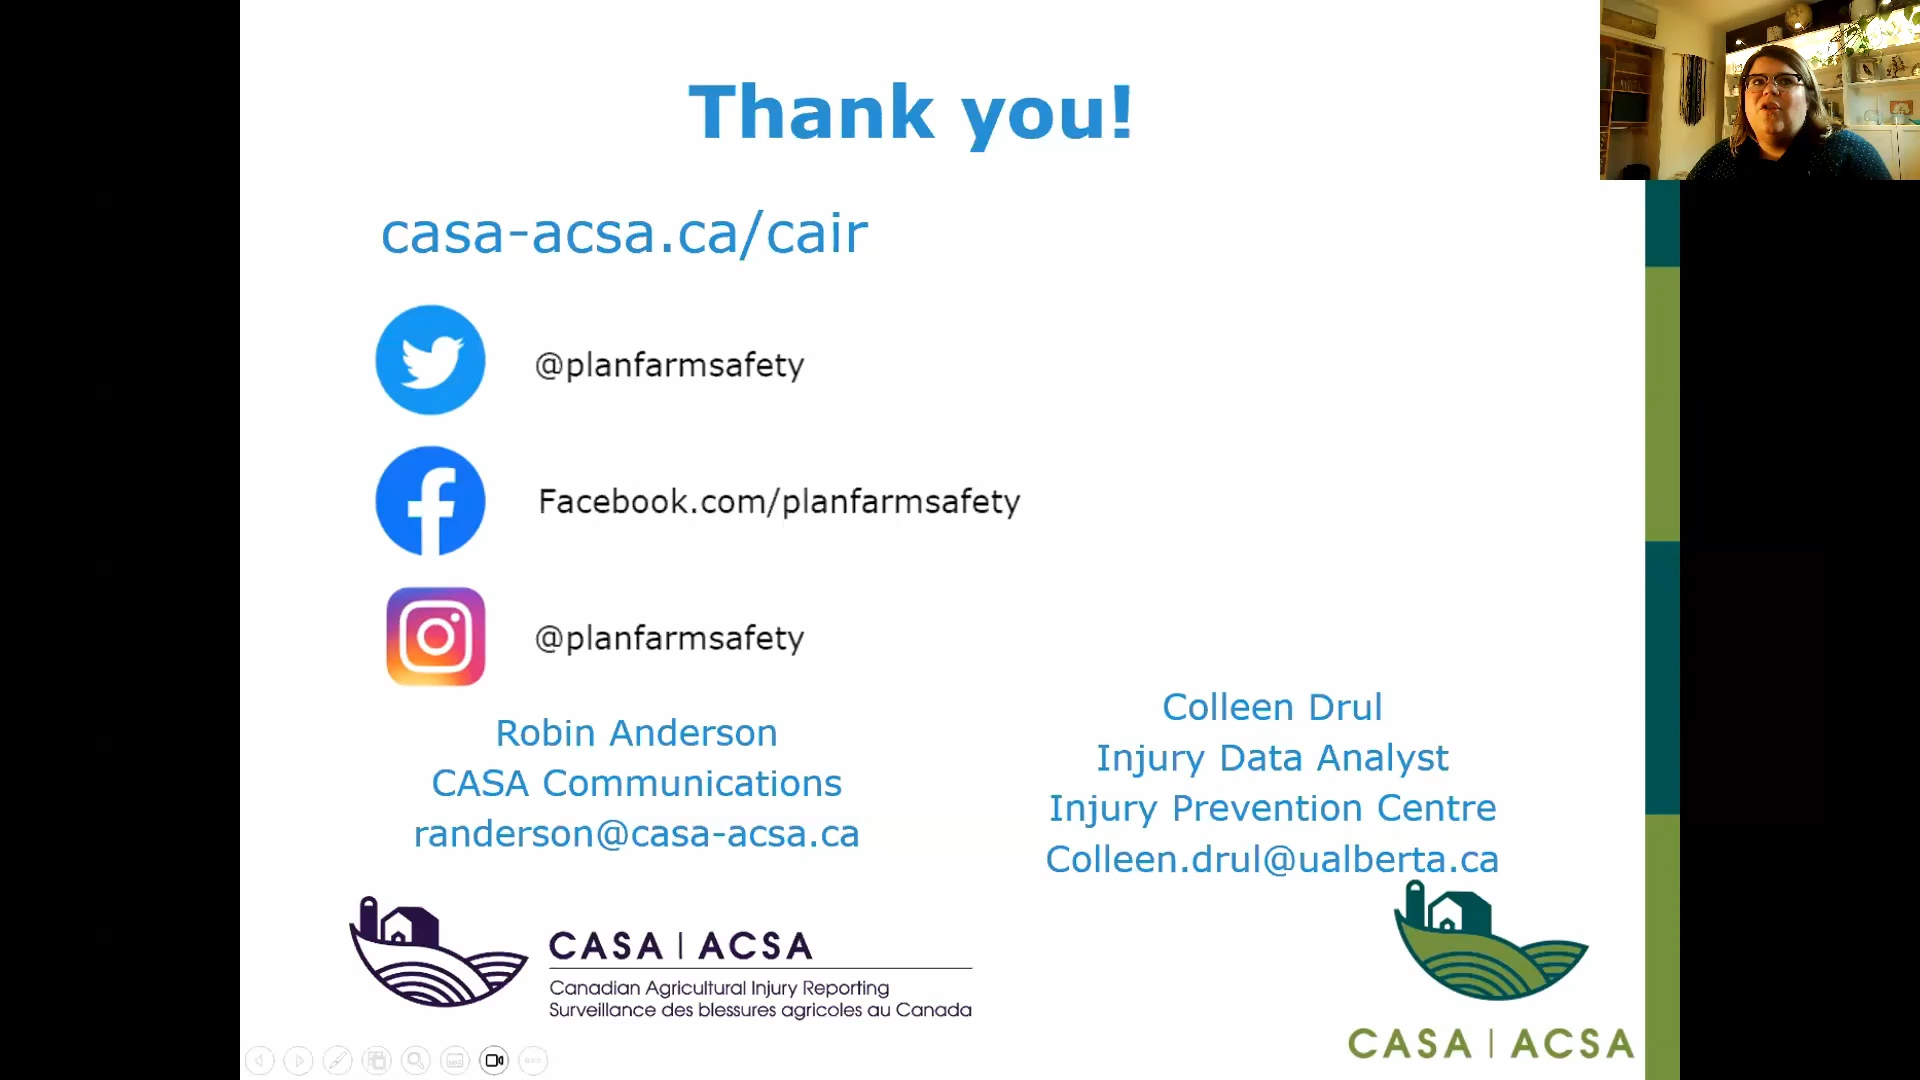 Thank you!
casa-acsa.ca/cair
@planfarmsafety
Facebook.com/planfarmsafety
@planfarmsafety
Robin Anderson
CASA Communications
randerson@casa-acsa.ca
Colleen Drul
Injury Data Analyst
Injury Prevention Centre
Colleen.drul@ualberta.ca
CASA | ACSA
Canadian Agricultural Injury Reporting
Surveillance des blessures agricoles au Canada
CASA | ACSA